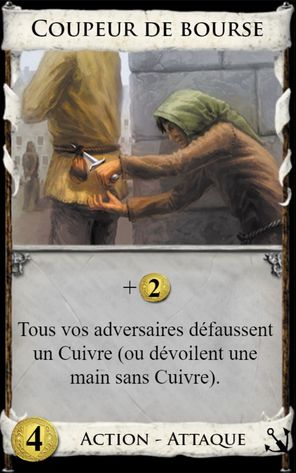 Coupeur de bourse
+ 2
Tous vos adversaires défaussent
un Cuivre (ou dévoilent une
main sans Cuivre).
4
Action - Attaque